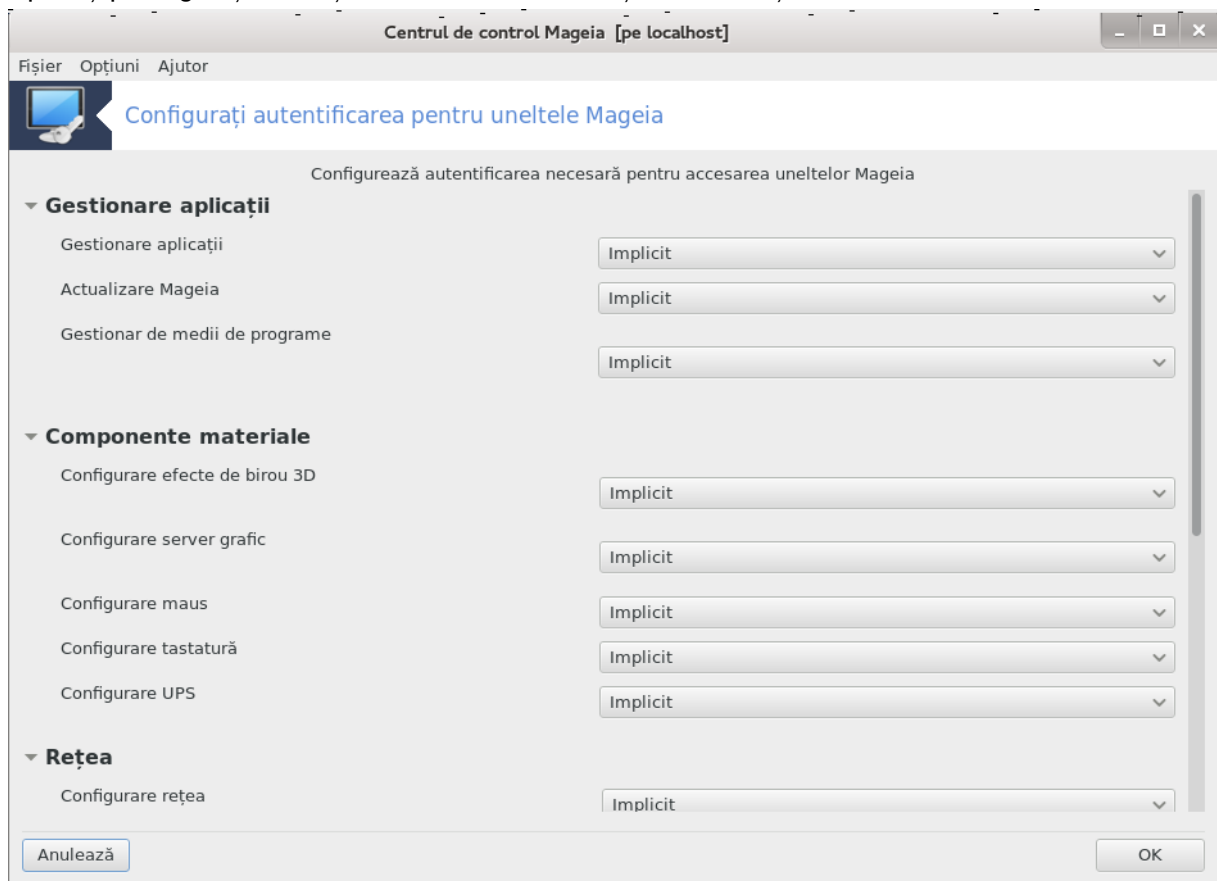 Centrul de control Mageia [pe localhost]
Fișier Opțiuni Ajutor
Configurați autentificarea pentru uneltele Mageia
Configurează autentificarea necesară pentru accesarea uneltelor Mageia
Gestionare aplicații
Gestionare aplicații Implicit
Actualizare Mageia Implicit
Gestionar de medii de programe Implicit
Componente materiale
Configurare efecte de birou 3D Implicit
Configurare server grafic Implicit
Configurare maus Implicit
Configurare tastatură Implicit
Configurare UPS Implicit
Rețea
Configurare rețea Implicit
Anulează OK